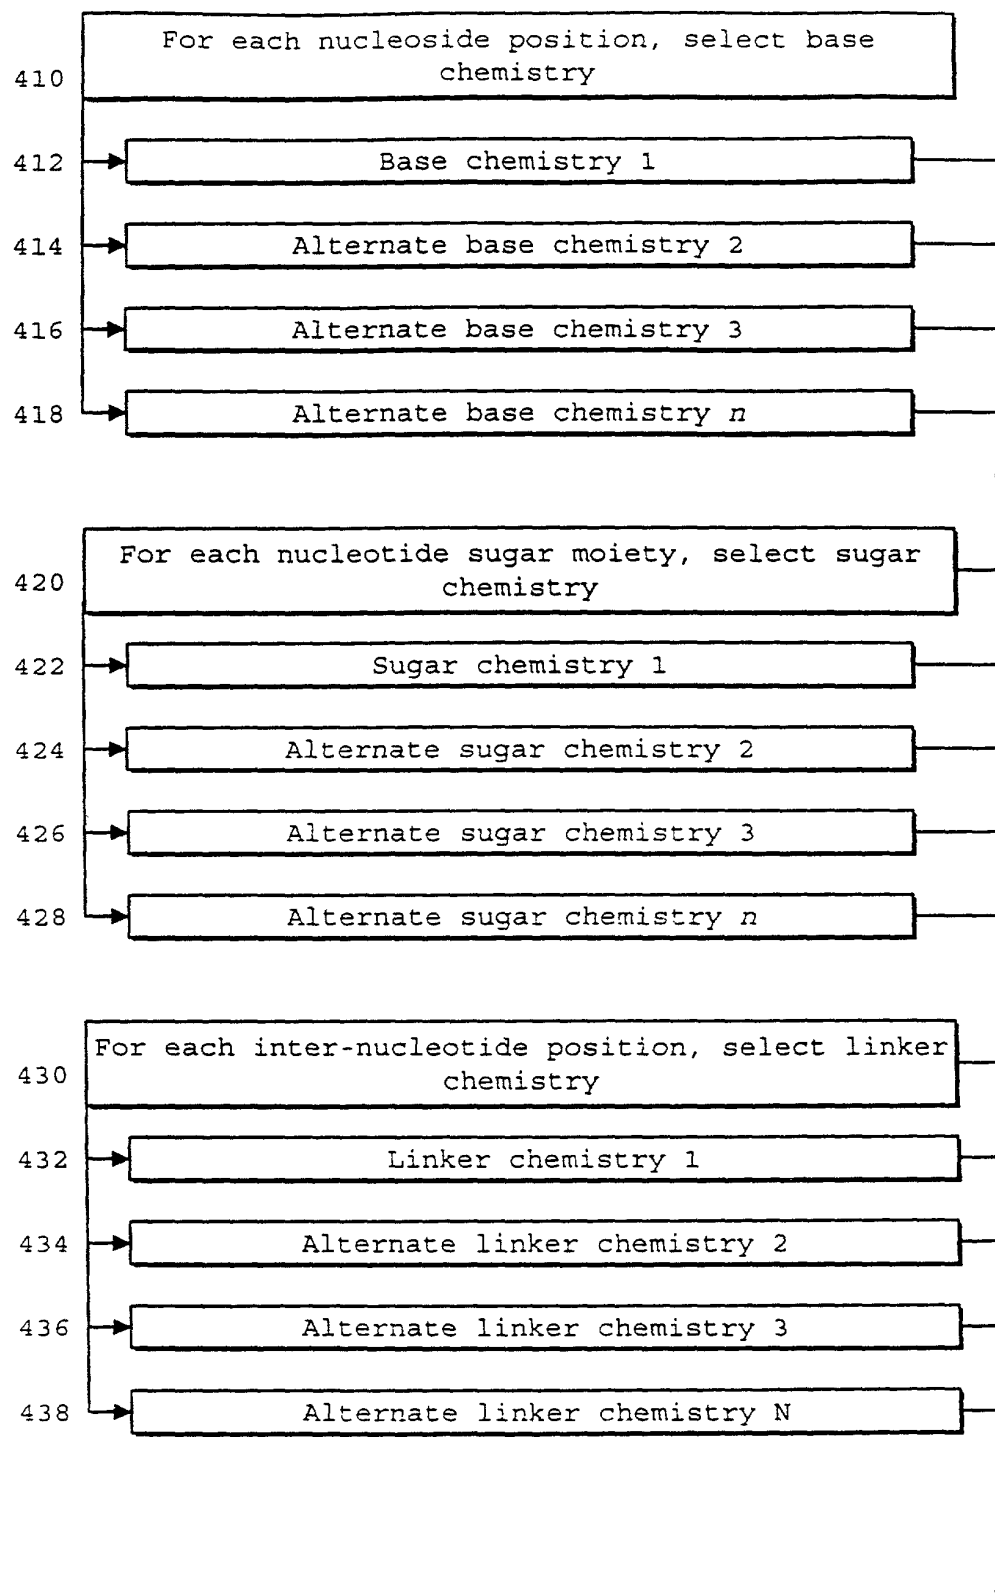 For each nucleoside position, select base
chemistry
410
412
Base chemistry 1
414
Alternate base chemistry 2
416
Alternate base chemistry 3
418
Alternate base chemistry n
For each nucleotide sugar moiety, select sugar
chemistry
420
422
Sugar chemistry 1
424
Alternate sugar chemistry 2
426
Alternate sugar chemistry 3
428
Alternate sugar chemistry n
For each inter-nucleotide position, select linker
chemistry
430
432
Linker chemistry 1
434
Alternate linker chemistry 2
436
Alternate linker chemistry 3
438
Alternate linker chemistry N